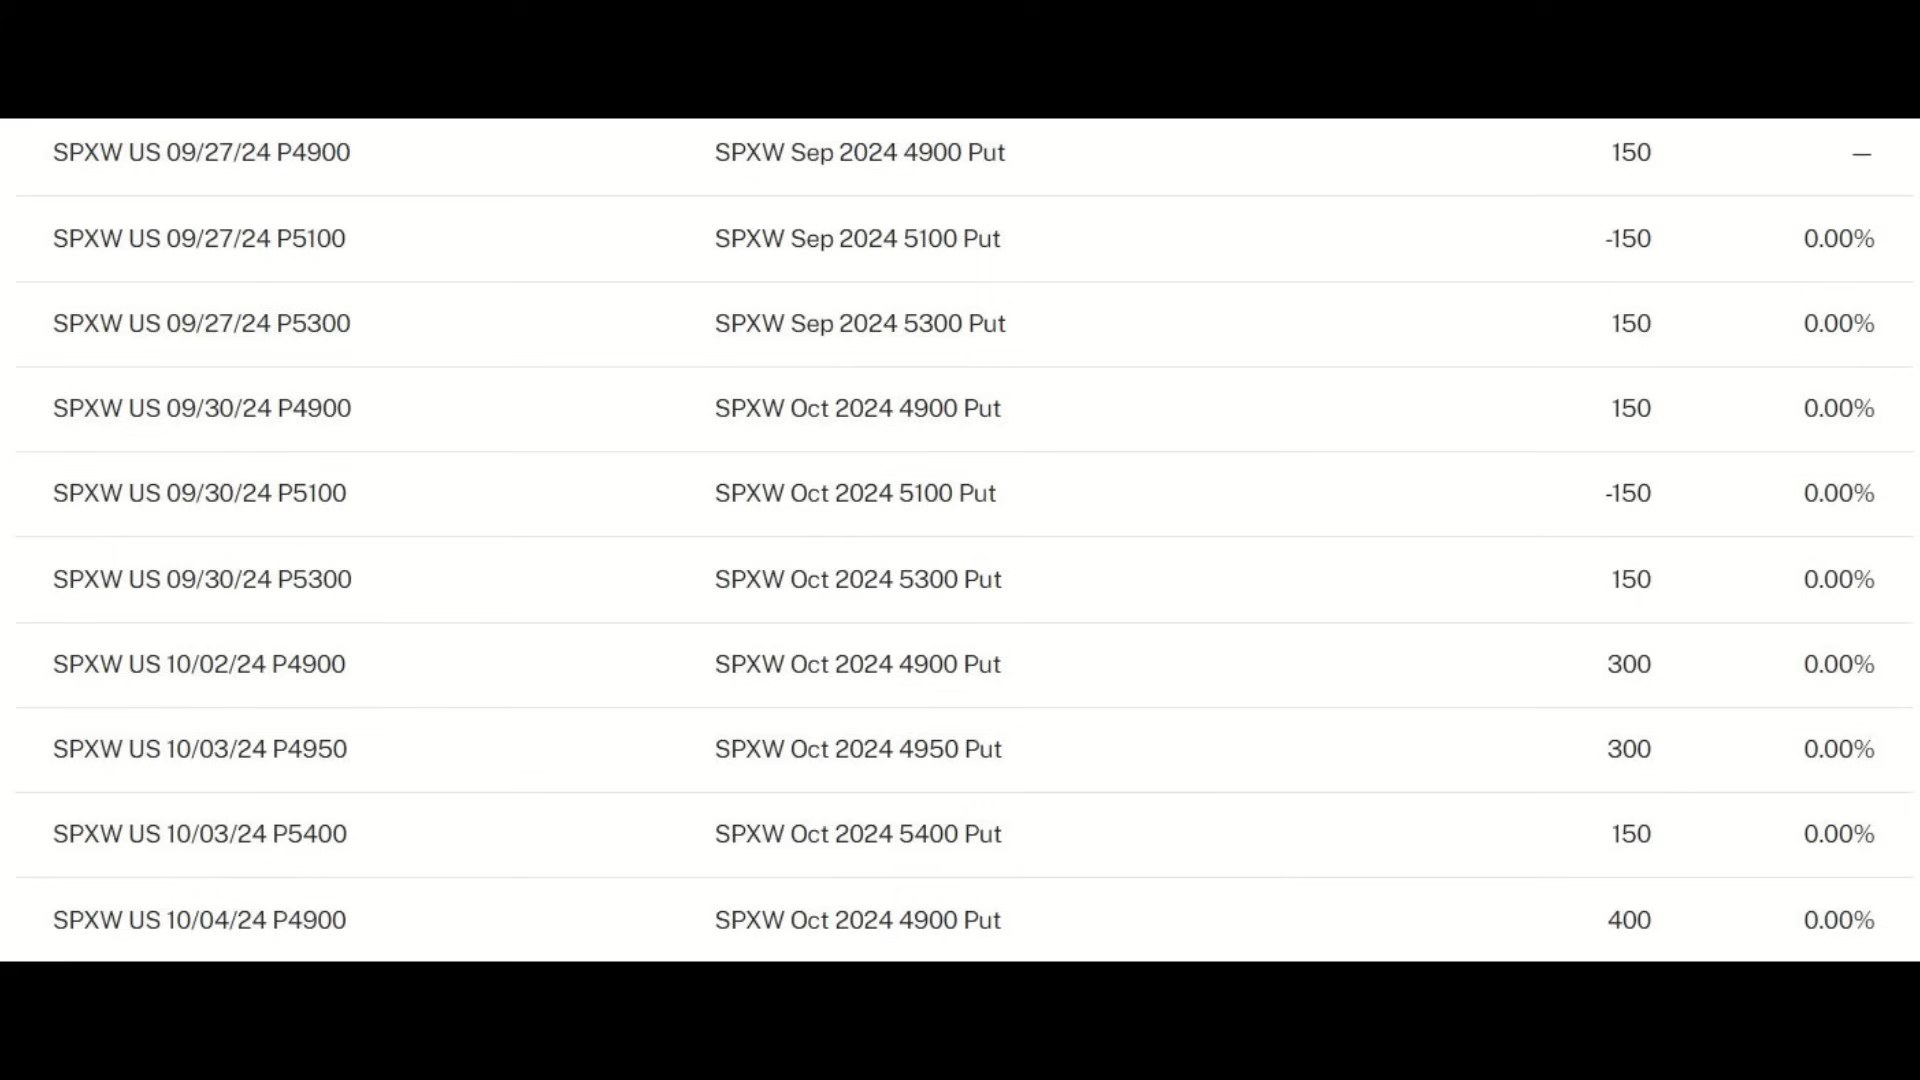 SPXW US 09/27/24 P4900 SPXW Sep 2024 4900 Put 150 —
SPXW US 09/27/24 P5100 SPXW Sep 2024 5100 Put -150 0.00%
SPXW US 09/27/24 P5300 SPXW Sep 2024 5300 Put 150 0.00%
SPXW US 09/30/24 P4900 SPXW Oct 2024 4900 Put 150 0.00%
SPXW US 09/30/24 P5100 SPXW Oct 2024 5100 Put -150 0.00%
SPXW US 09/30/24 P5300 SPXW Oct 2024 5300 Put 150 0.00%
SPXW US 10/02/24 P4900 SPXW Oct 2024 4900 Put 300 0.00%
SPXW US 10/03/24 P4950 SPXW Oct 2024 4950 Put 300 0.00%
SPXW US 10/03/24 P5400 SPXW Oct 2024 5400 Put 150 0.00%
SPXW US 10/04/24 P4900 SPXW Oct 2024 4900 Put 400 0.00%